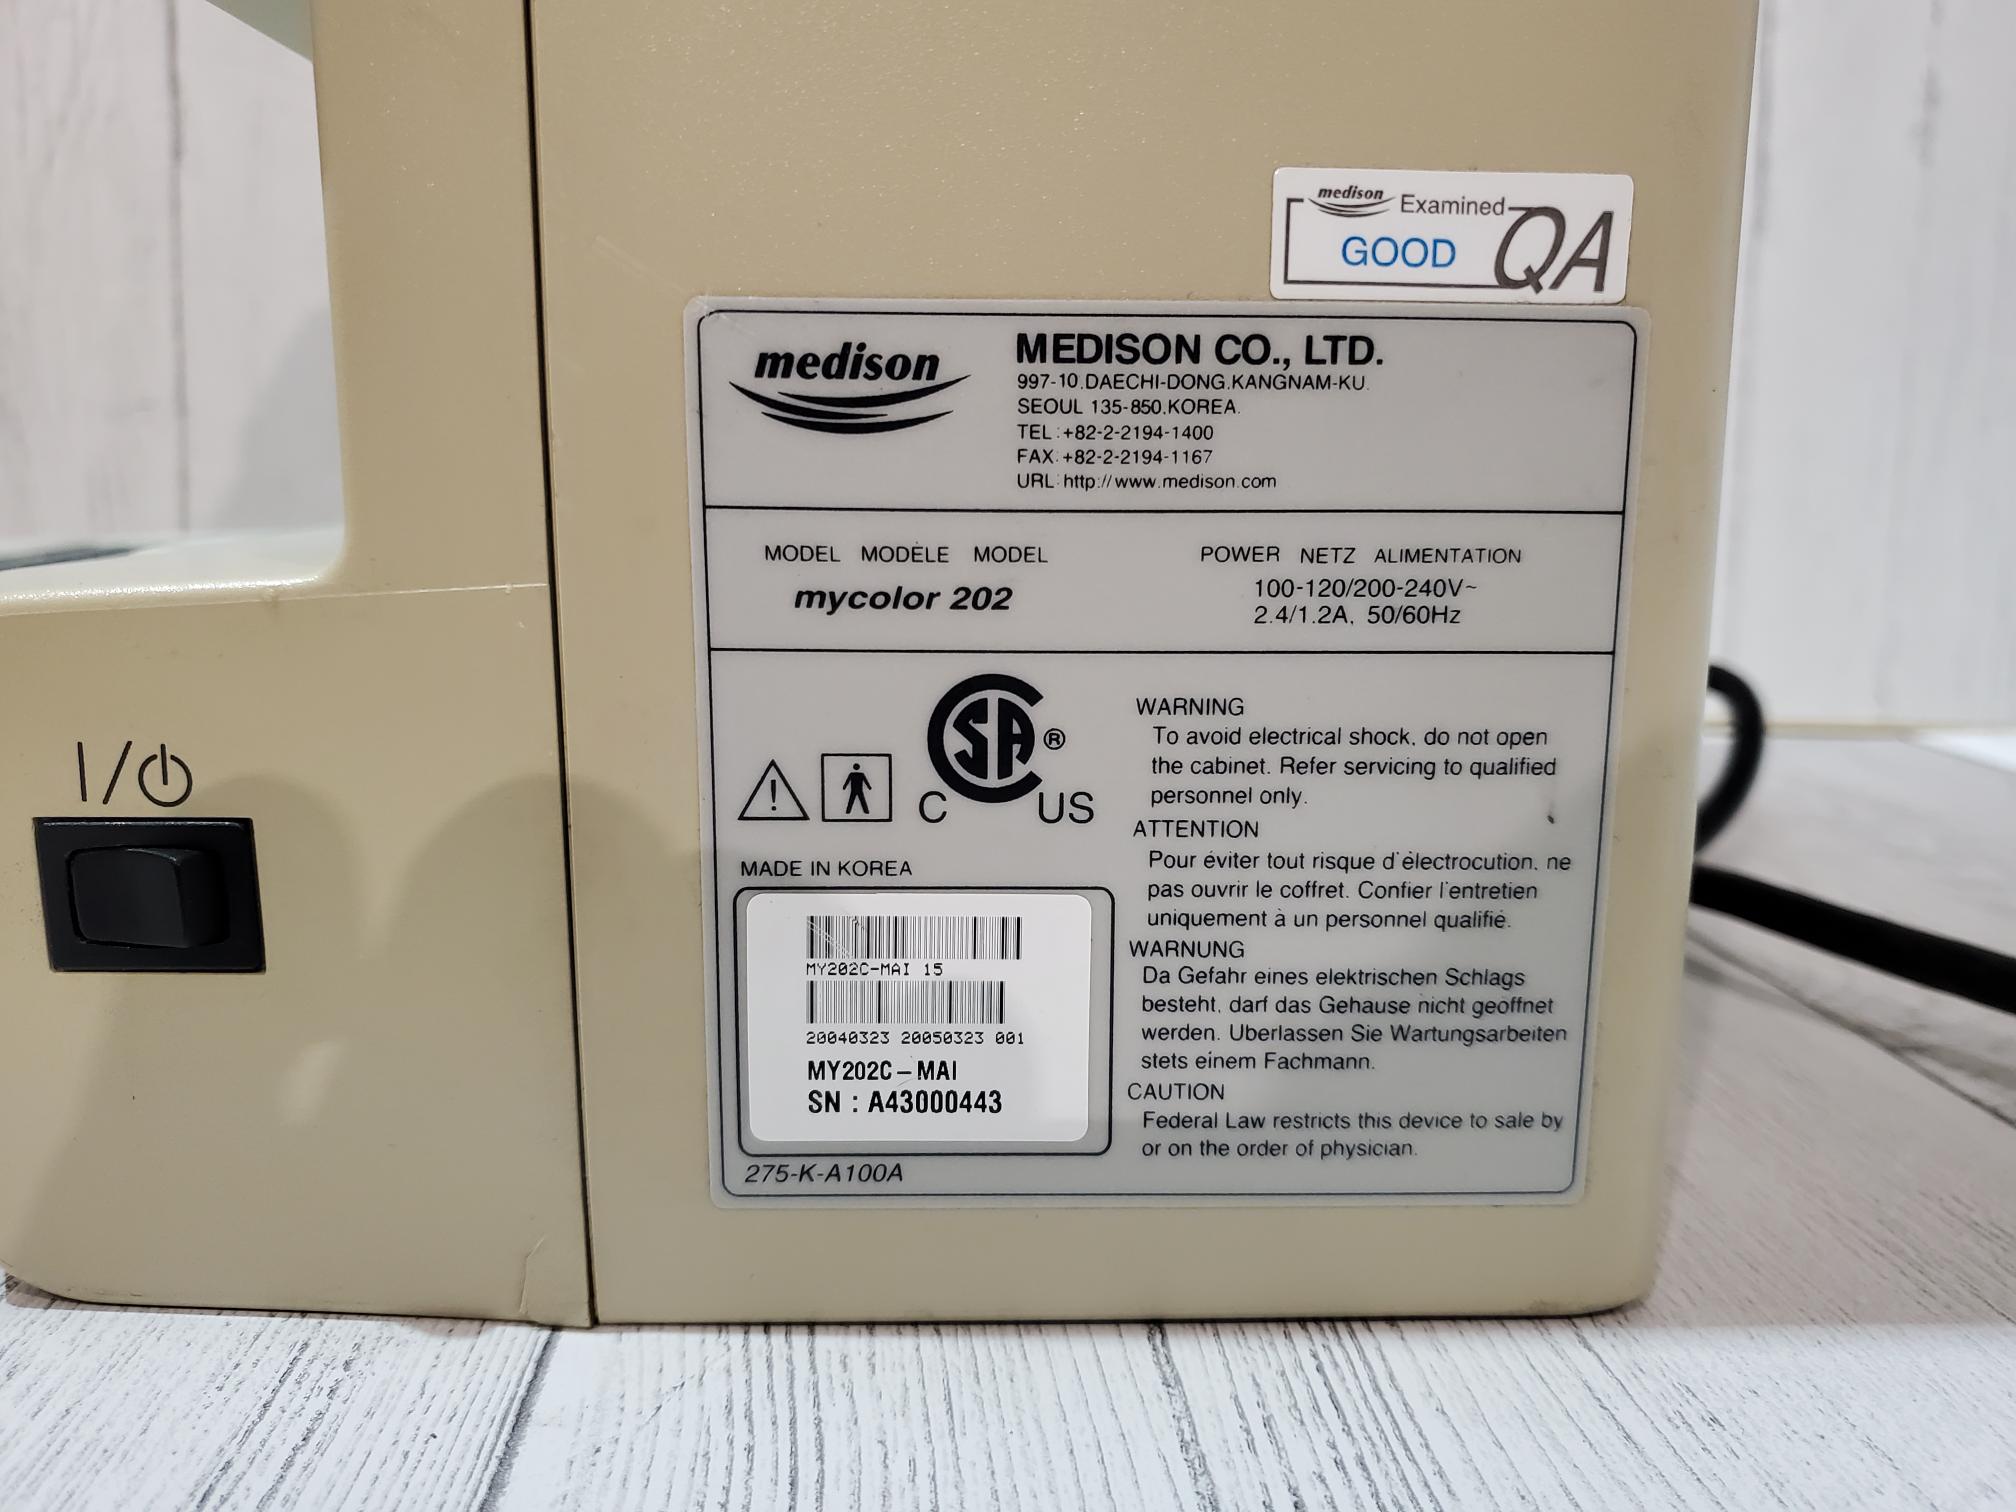 medison Examined
GOOD QA
medison
MEDISON CO., LTD.
997-10.DAECHI-DONG.KANGNAM-KU.
SEOUL 135-850.KOREA.
TEL:+82-2-2194-1400
FAX:+82-2-2194-1167
URL:http://www.medison.com
MODEL MODÈLE MODEL
mycolor 202
POWER NETZ ALIMENTATION
100-120/200-240V~
2.4/1.2A, 50/60Hz
I/⏻
CSA®
C US
MADE IN KOREA
MY202C-MAI 15
20040323 20050323 001
MY202C-MAI
SN : A43000443
275-K-A100A
WARNING
To avoid electrical shock, do not open
the cabinet. Refer servicing to qualified
personnel only.
ATTENTION
Pour éviter tout risque d'électrocution, ne
pas ouvrir le coffret. Confier l'entretien
uniquement à un personnel qualifié.
WARNUNG
Da Gefahr eines elektrischen Schlags
besteht, darf das Gehause nicht geöffnet
werden. Uberlassen Sie Wartungsarbeiten
stets einem Fachmann.
CAUTION
Federal Law restricts this device to sale by
or on the order of physician.